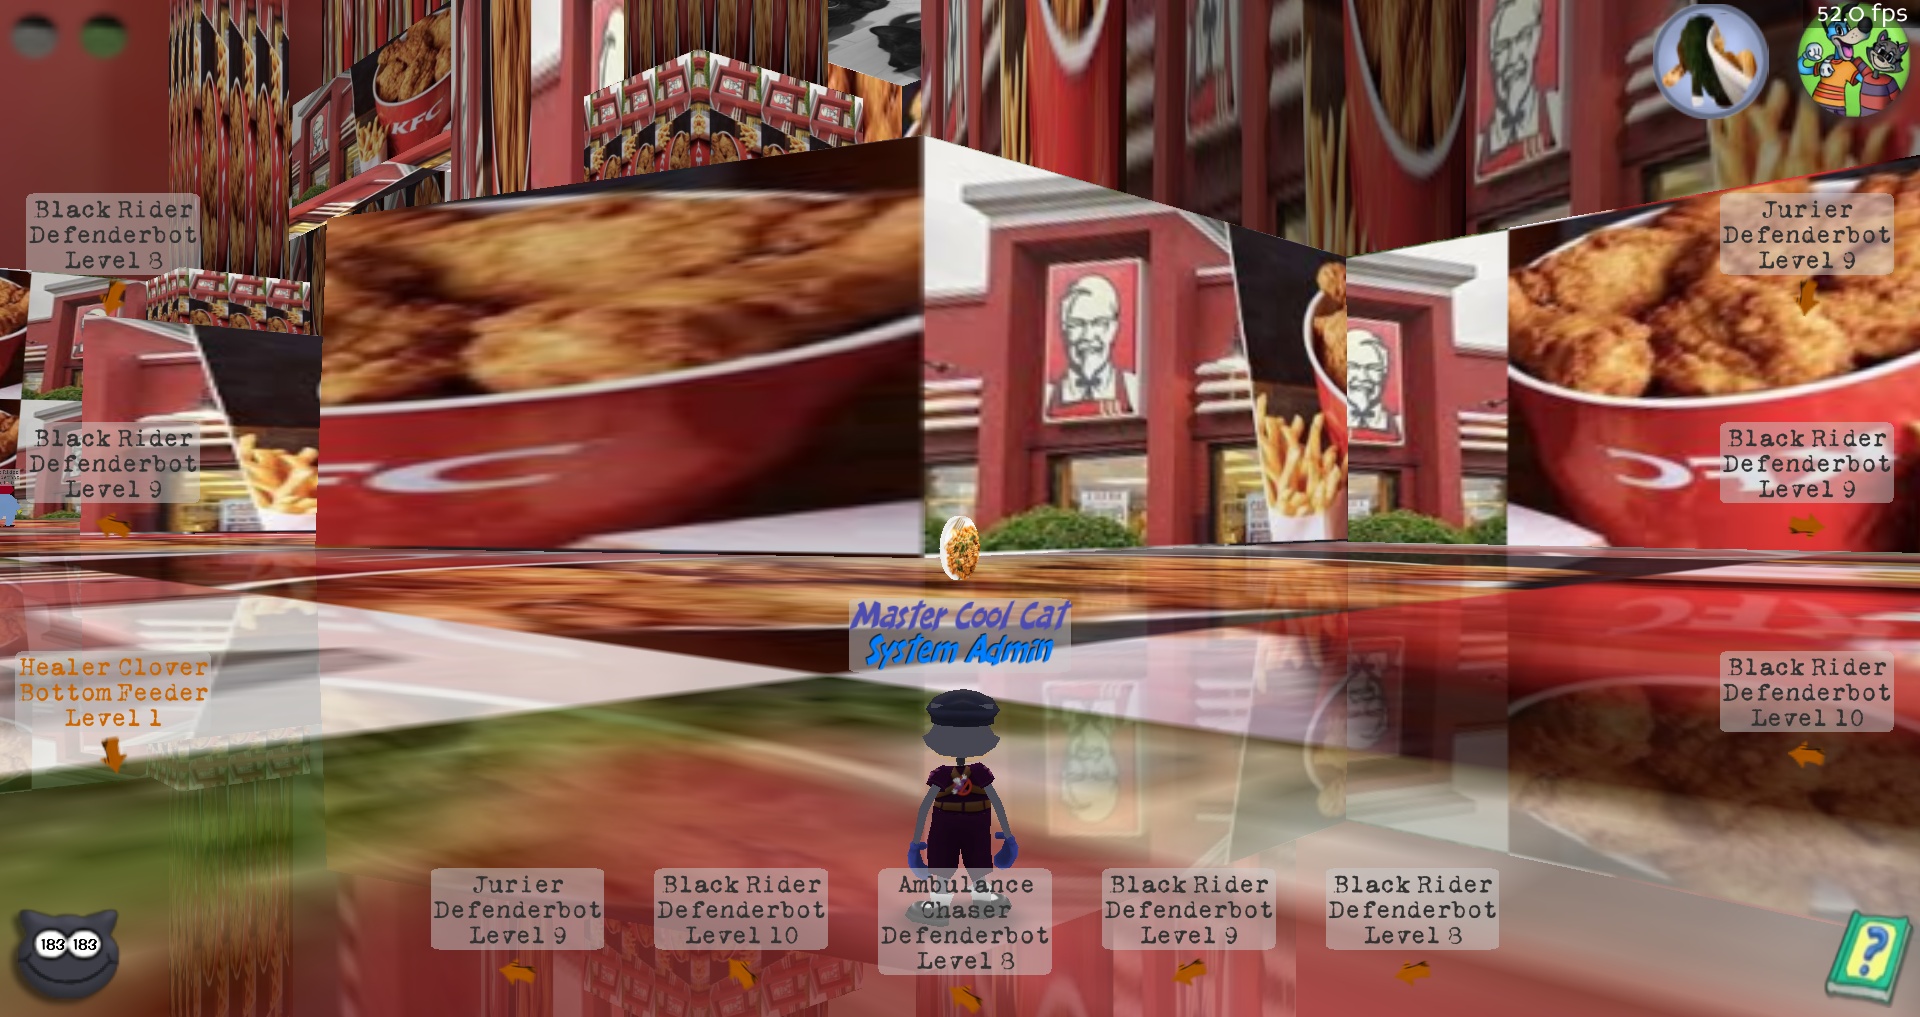 52.0 fps
KFC
Black Rider
Defenderbot
Level 8
Jurier
Defenderbot
Level 9
Black Rider
Defenderbot
Level 9
Black Rider
Defenderbot
Level 9
Master Cool Cat
System Admin
Healer Clover
Bottom Feeder
Level 1
Black Rider
Defenderbot
Level 10
Jurier
Defenderbot
Level 9
Black Rider
Defenderbot
Level 10
Ambulance
Chaser
Defenderbot
Level 8
Black Rider
Defenderbot
Level 9
Black Rider
Defenderbot
Level 8
183 183
?